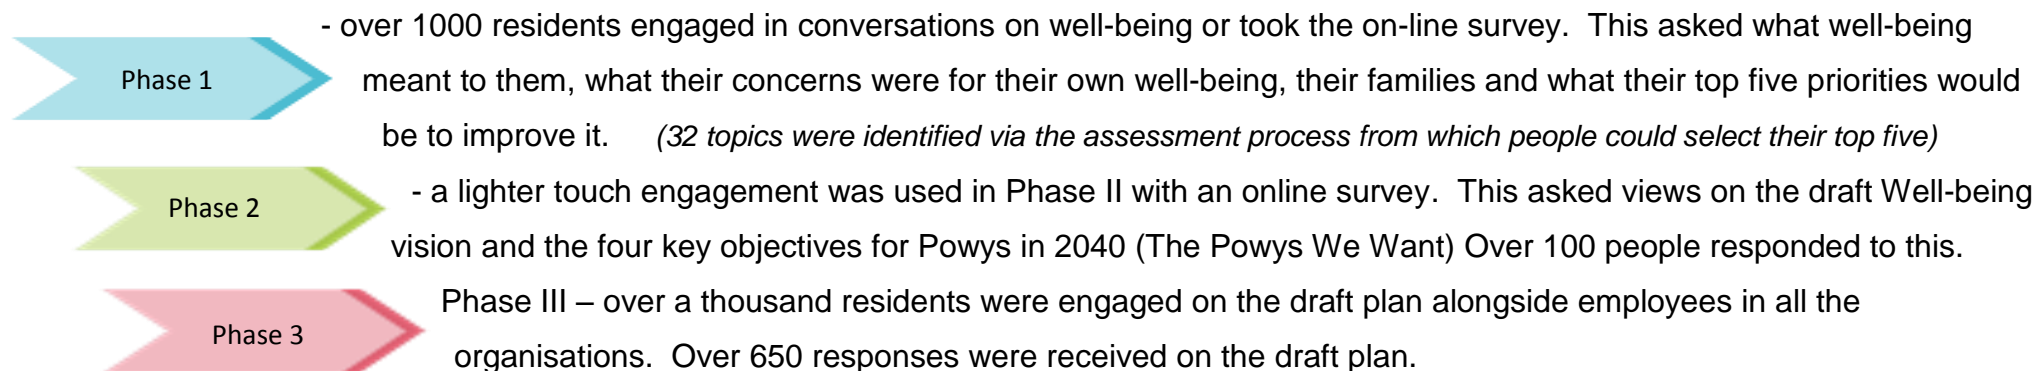 - over 1000 residents engaged in conversations on well-being or took the on-line survey.  This asked what well-being
Phase 1
meant to them, what their concerns were for their own well-being, their families and what their top five priorities would
be to improve it.    (32 topics were identified via the assessment process from which people could select their top five)
- a lighter touch engagement was used in Phase II with an online survey.  This asked views on the draft Well-being
Phase 2
vision and the four key objectives for Powys in 2040 (The Powys We Want) Over 100 people responded to this.
Phase III – over a thousand residents were engaged on the draft plan alongside employees in all the
Phase 3
organisations.  Over 650 responses were received on the draft plan.